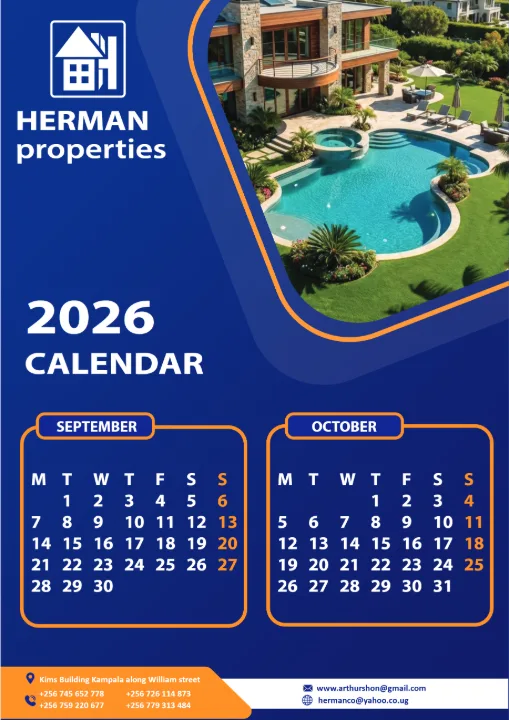 HERMAN
properties
2026
CALENDAR
SEPTEMBER
M T W T F S S
1 2 3 4 5 6
7 8 9 10 11 12 13
14 15 16 17 18 19 20
21 22 23 24 25 26 27
28 29 30
OCTOBER
M T W T F S S
1 2 3 4
5 6 7 8 9 10 11
12 13 14 15 16 17 18
19 20 21 22 23 24 25
26 27 28 29 30 31
Kims Building Kampala along William street
+256 745 652 778 +256 726 114 873
+256 759 220 677 +256 779 313 484
www.arthurshon@gmail.com
hermanco@yahoo.co.ug